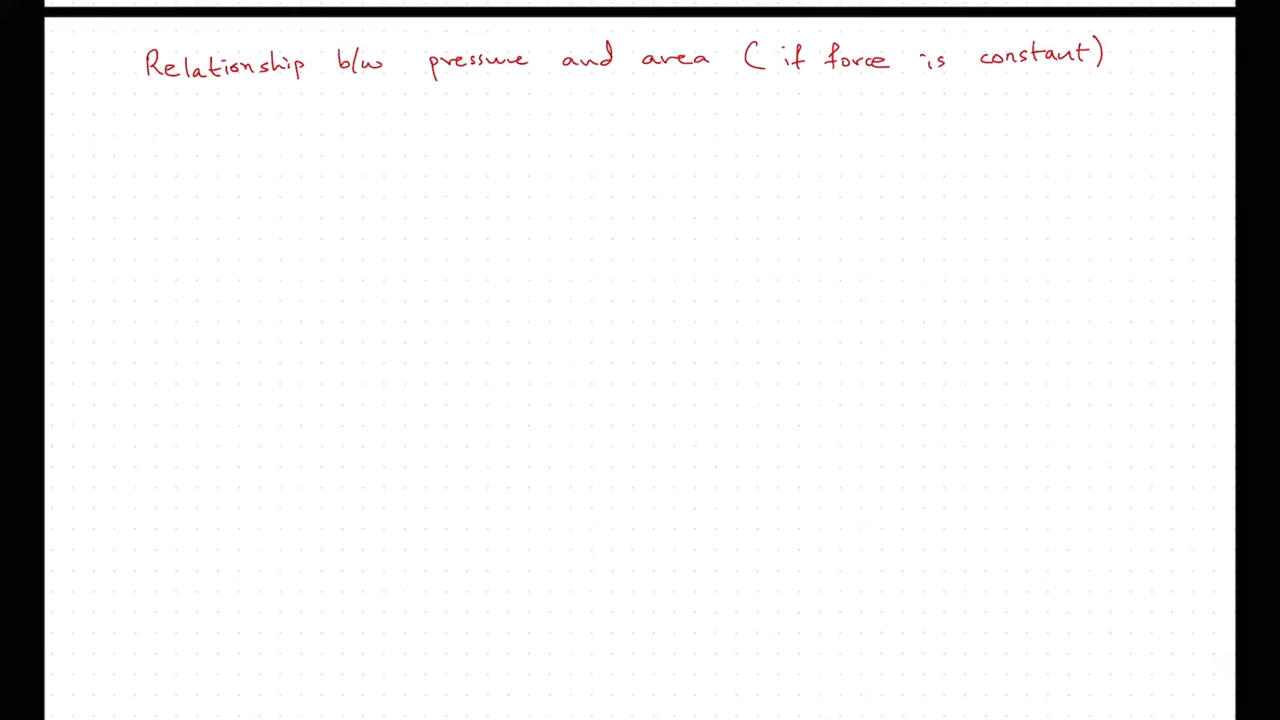 Relationship b/w pressure and area ( if force is constant)